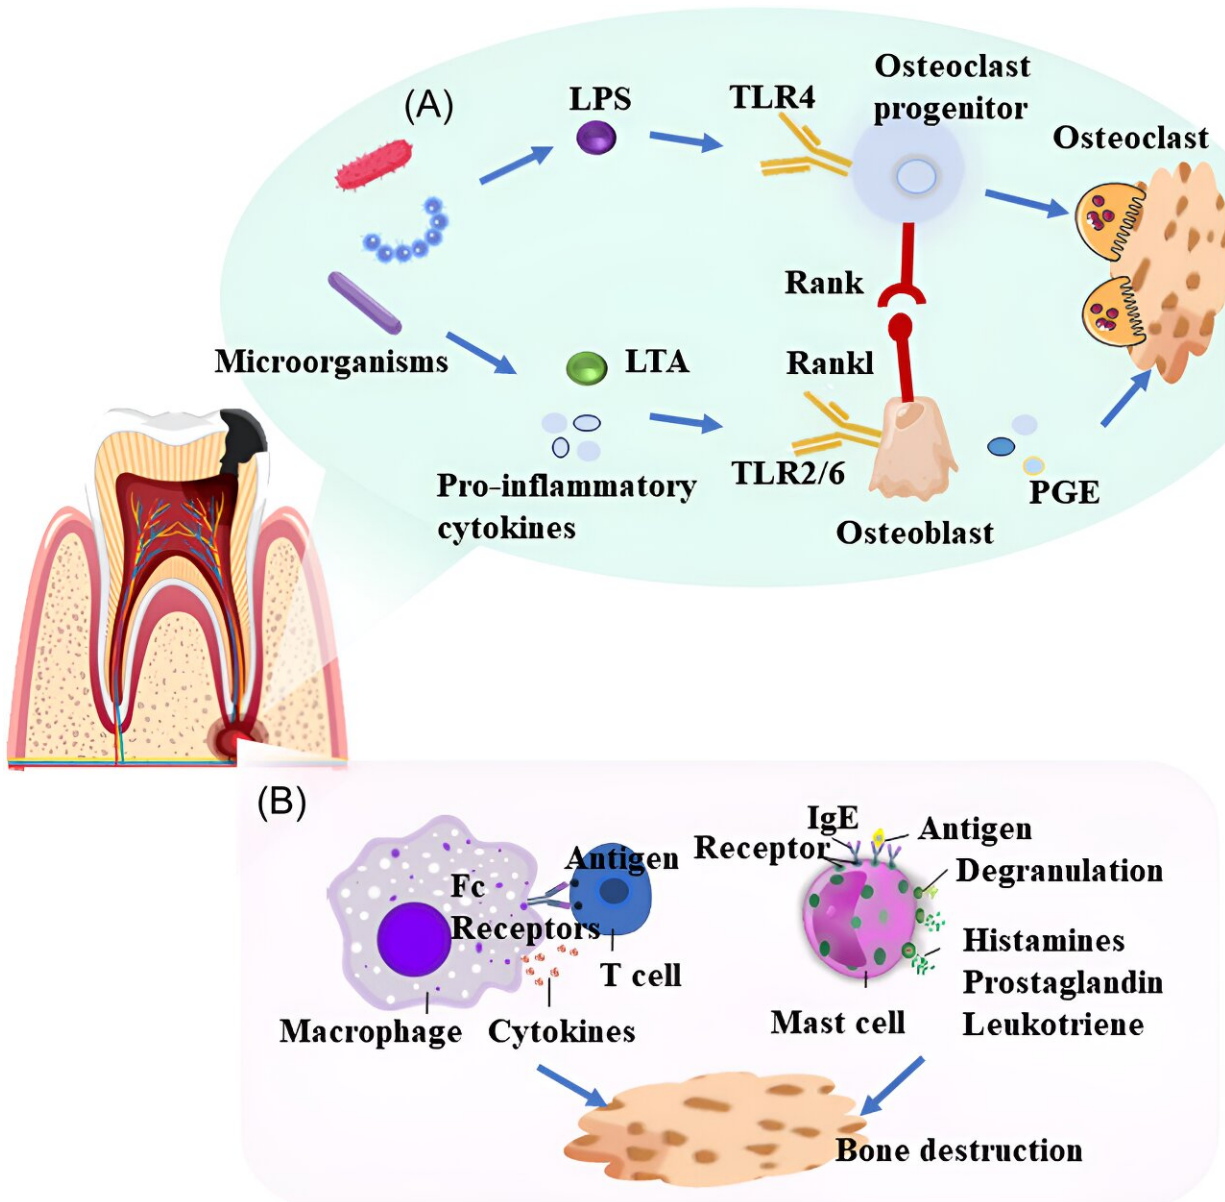 (A)
LPS
TLR4
Osteoclast
progenitor
Osteoclast
Rank
Microorganisms
LTA
Rankl
Pro-inflammatory
cytokines
TLR2/6
PGE
Osteoblast
(B)
Fc
Receptors
Antigen
T cell
Macrophage
Cytokines
IgE
Antigen
Receptor
Degranulation
Histamines
Prostaglandin
Leukotriene
Mast cell
Bone destruction